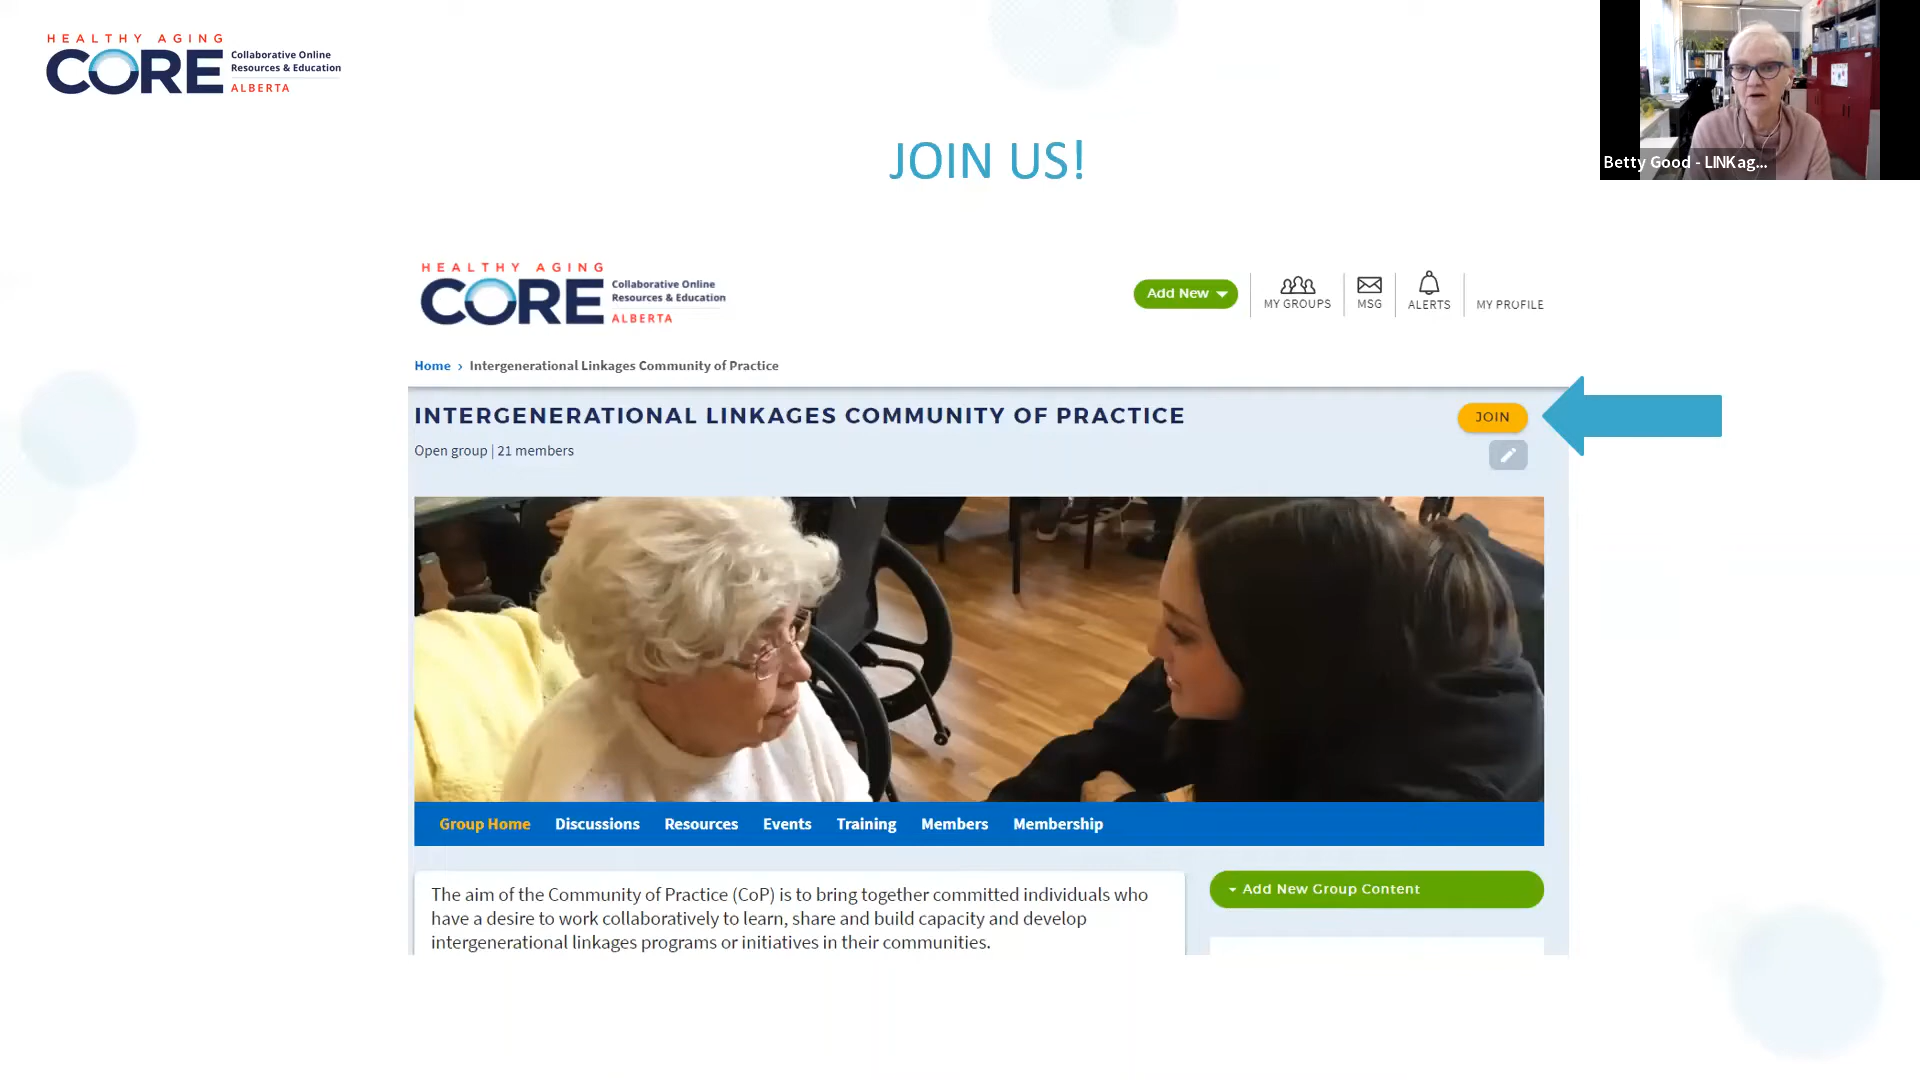 HEALTHY AGING
CORE
Collaborative Online
Resources & Education
ALBERTA
Betty Good - LINKag...
JOIN US!
HEALTHY AGING
CORE
Collaborative Online
Resources & Education
ALBERTA
Add New
MY GROUPS
MSG
ALERTS
MY PROFILE
Home › Intergenerational Linkages Community of Practice
INTERGENERATIONAL LINKAGES COMMUNITY OF PRACTICE
JOIN
Open group | 21 members
Group Home Discussions Resources Events Training Members Membership
The aim of the Community of Practice (CoP) is to bring together committed individuals who
have a desire to work collaboratively to learn, share and build capacity and develop
intergenerational linkages programs or initiatives in their communities.
Add New Group Content